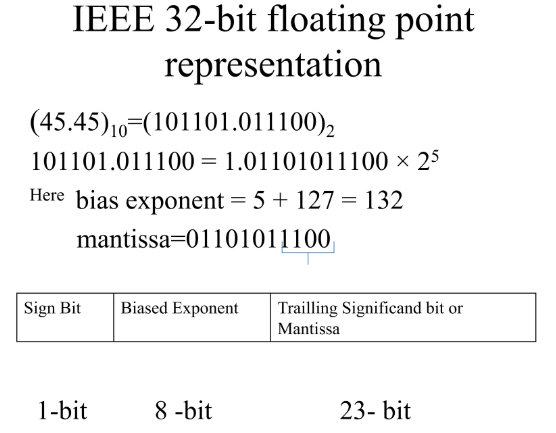 IEEE 32-bit floating point
representation
(45.45)₁₀=(101101.011100)₂
101101.011100 = 1.01101011100 × 2⁵
Here bias exponent = 5 + 127 = 132
mantissa=01101011100
Sign Bit Biased Exponent Trailling Significand bit or
Mantissa
1-bit 8 -bit 23- bit